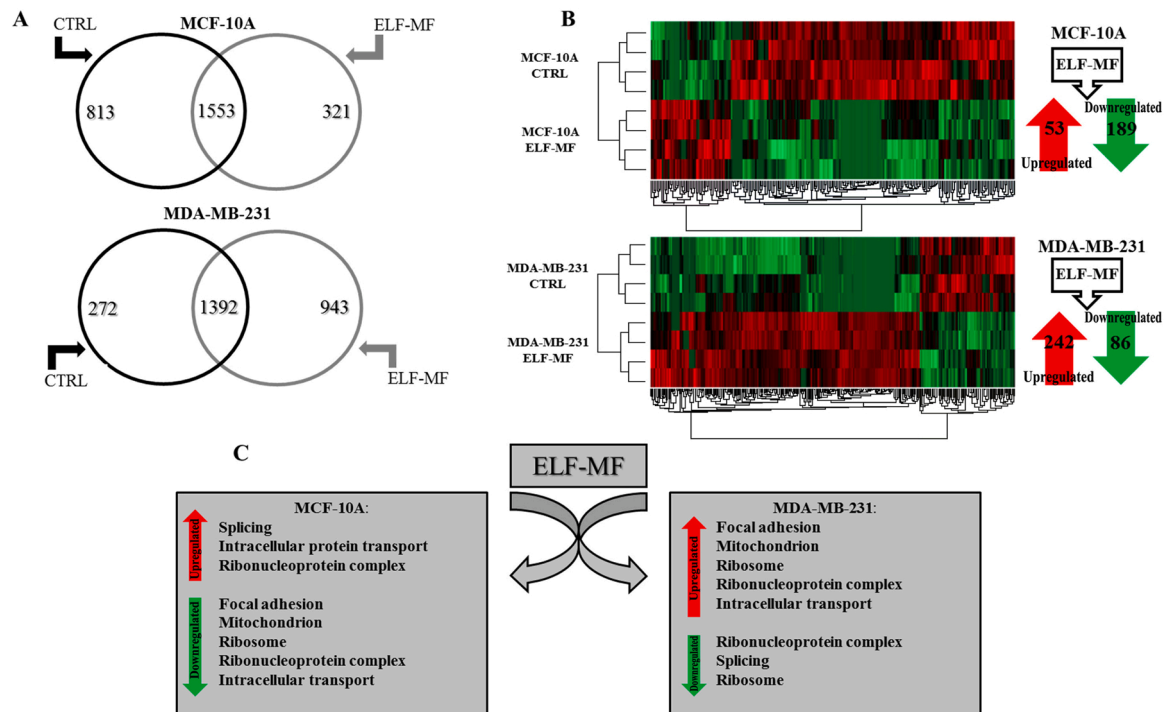 A
CTRL
MCF-10A
ELF-MF
813
1553
321
MDA-MB-231
272
1392
943
CTRL
ELF-MF
B
MCF-10A
CTRL
MCF-10A
ELF-MF
MCF-10A
ELF-MF
Downregulated
53
189
Upregulated
MDA-MB-231
CTRL
MDA-MB-231
ELF-MF
MDA-MB-231
ELF-MF
Downregulated
242
86
Upregulated
C
ELF-MF
MCF-10A:
Upregulated
Splicing
Intracellular protein transport
Ribonucleoprotein complex
Downregulated
Focal adhesion
Mitochondrion
Ribosome
Ribonucleoprotein complex
Intracellular transport
MDA-MB-231:
Upregulated
Focal adhesion
Mitochondrion
Ribosome
Ribonucleoprotein complex
Intracellular transport
Downregulated
Ribonucleoprotein complex
Splicing
Ribosome